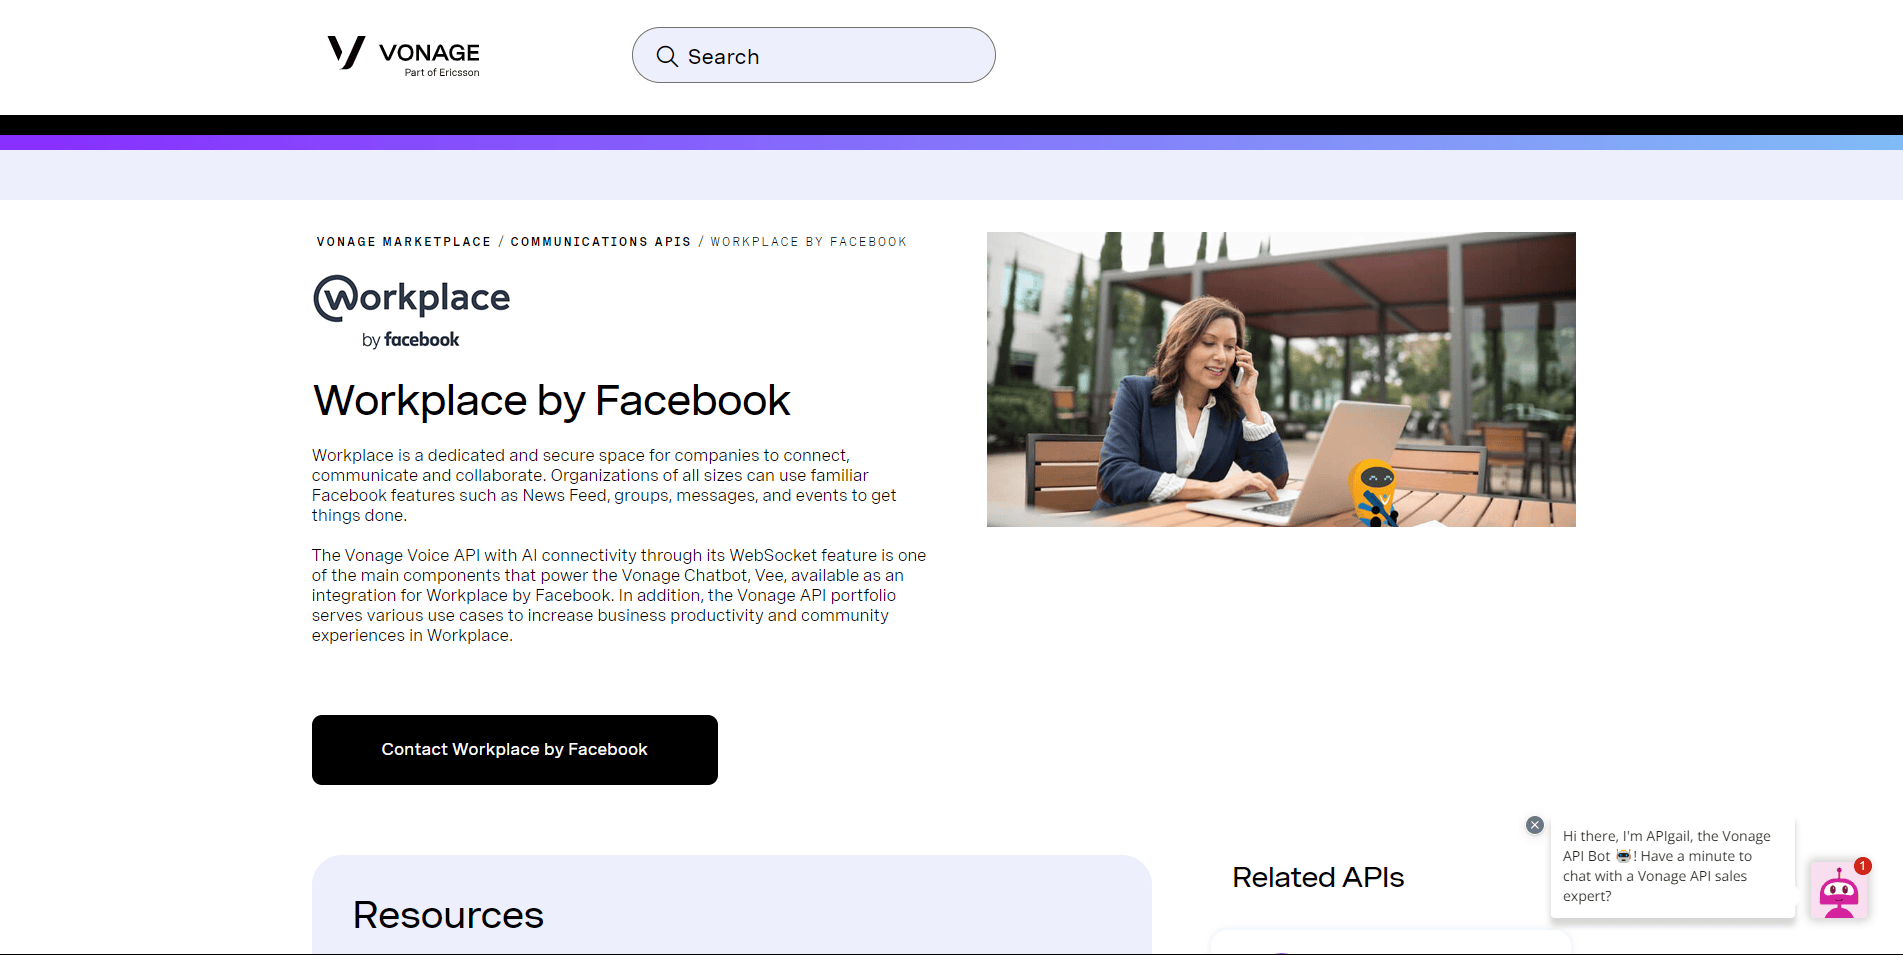 VONAGE
Part of Ericsson
Search
VONAGE MARKETPLACE / COMMUNICATIONS APIS / WORKPLACE BY FACEBOOK
workplace
by facebook
Workplace by Facebook
Workplace is a dedicated and secure space for companies to connect,
communicate and collaborate. Organizations of all sizes can use familiar
Facebook features such as News Feed, groups, messages, and events to get
things done.
The Vonage Voice API with AI connectivity through its WebSocket feature is one
of the main components that power the Vonage Chatbot, Vee, available as an
integration for Workplace by Facebook. In addition, the Vonage API portfolio
serves various use cases to increase business productivity and community
experiences in Workplace.
Contact Workplace by Facebook
Resources
Related APIs
Hi there, I'm APIgail, the Vonage
API Bot 🤖! Have a minute to
chat with a Vonage API sales
expert?
1